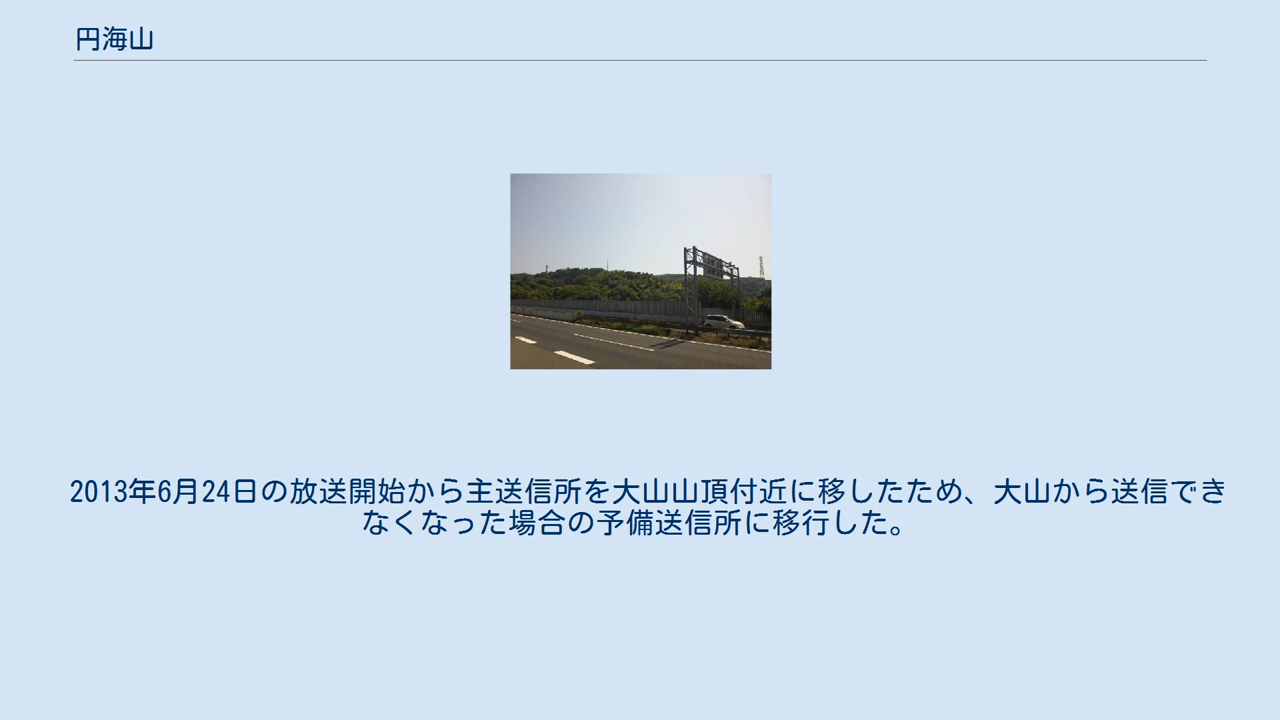 円海山
2013年6月24日の放送開始から主送信所を大山山頂付近に移したため、大山から送信でき
なくなった場合の予備送信所に移行した。